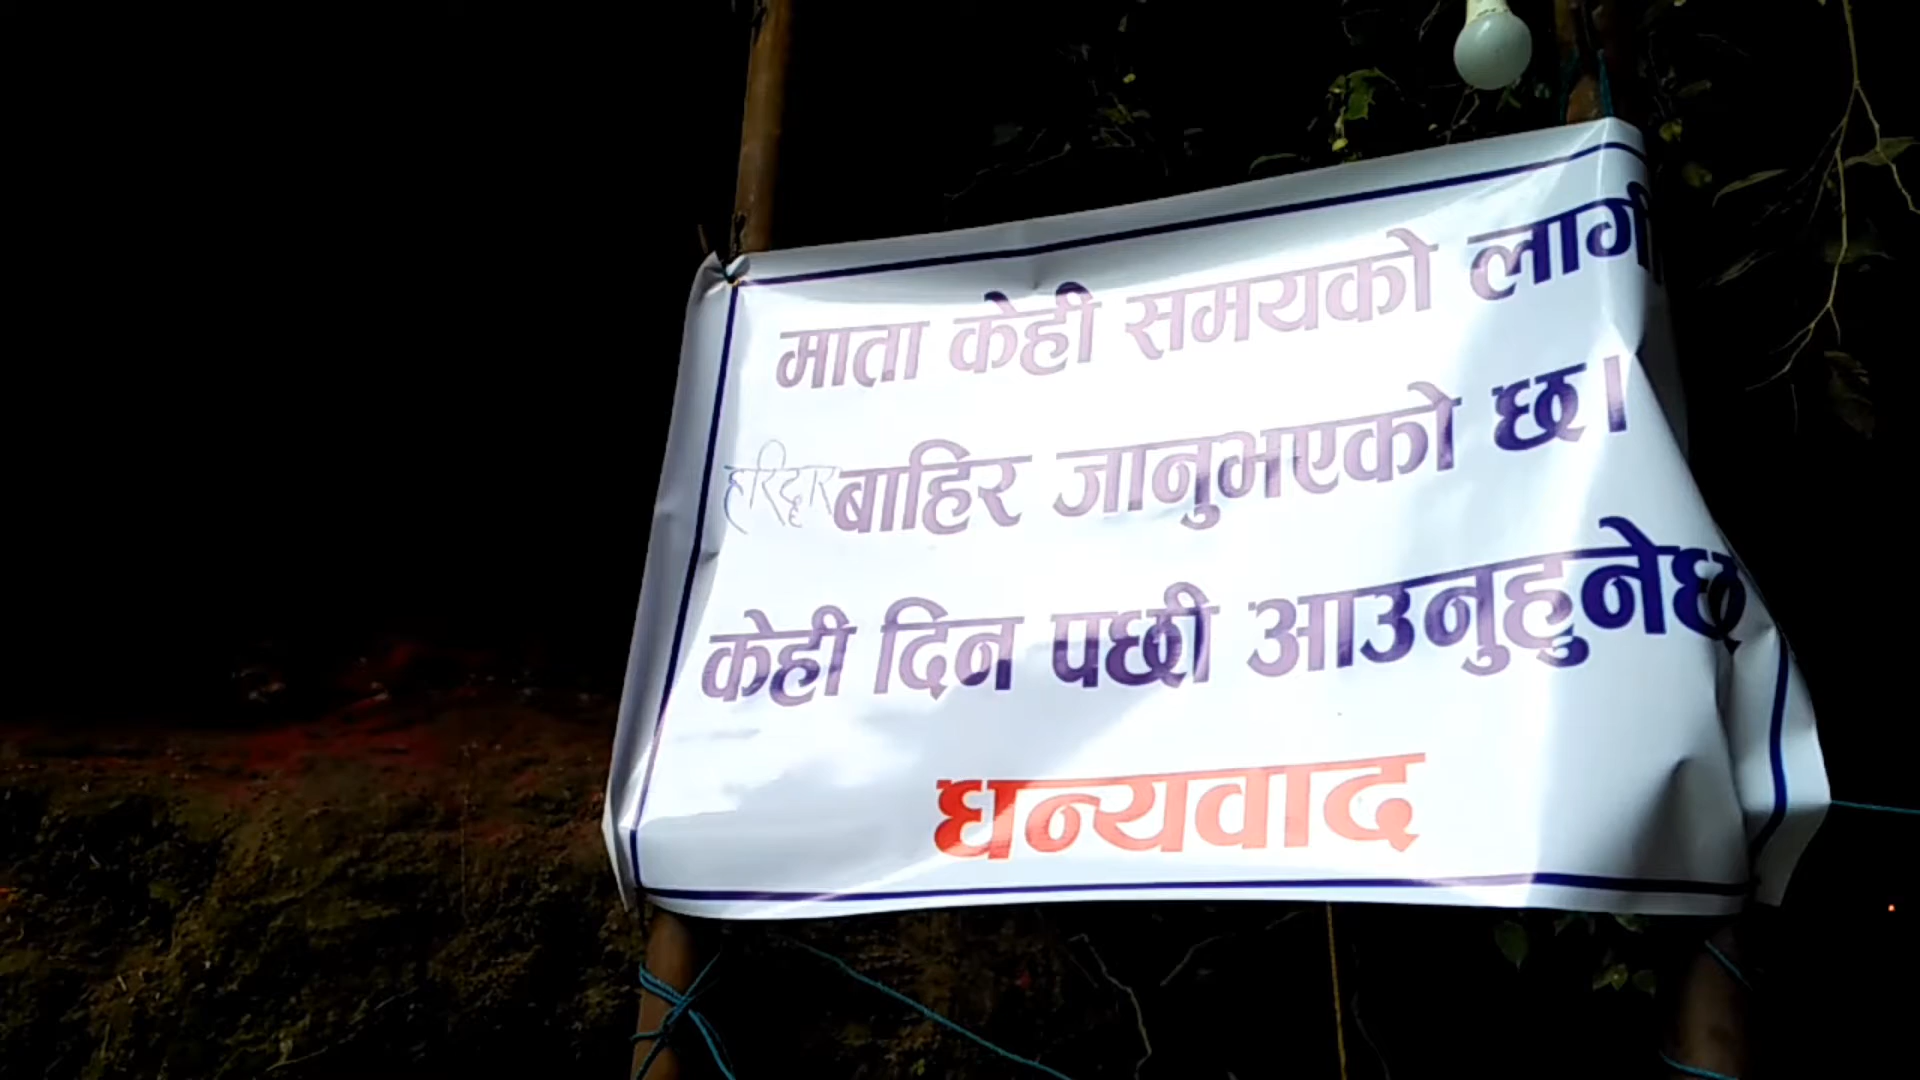 माता केही समयको लागी
हरिद्वार बाहिर जानुभएको छ।
केही दिन पछी आउनुहुनेछ
धन्यवाद